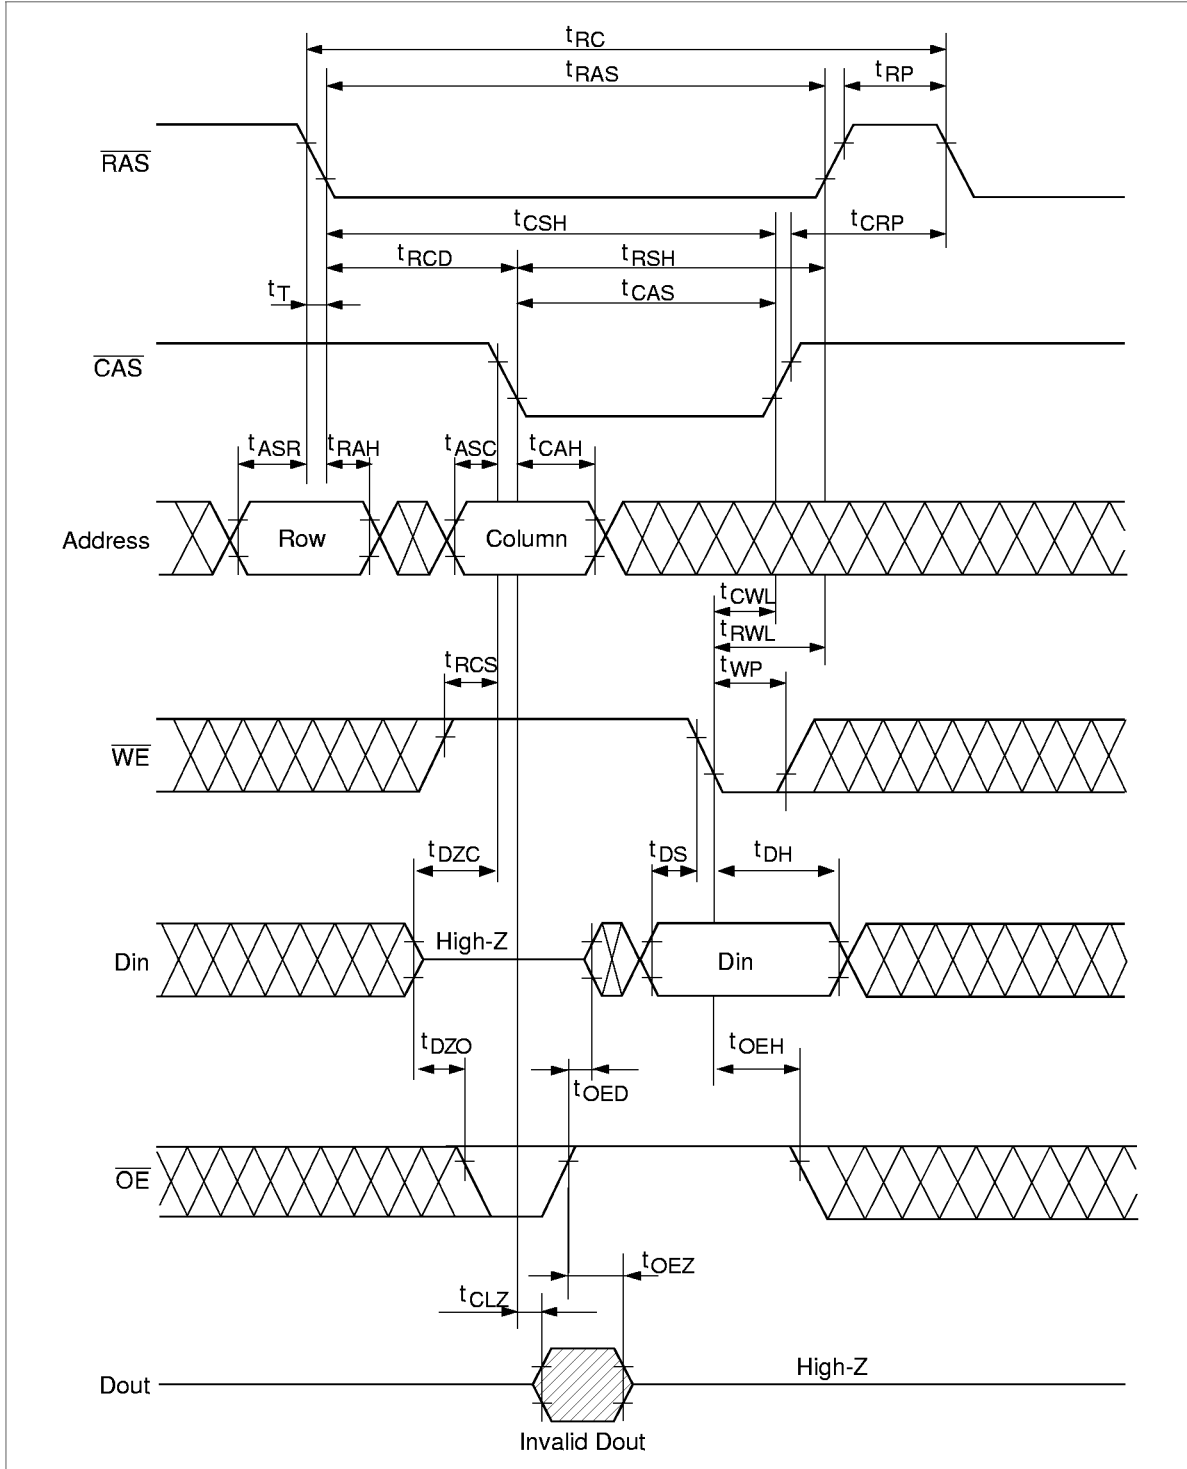 tRC
tRAS
tRP
RAS
tCSH
tCRP
tRCD
tRSH
tT
tCAS
CAS
tASR
tRAH
tASC
tCAH
Address
Row
Column
tCWL
tRWL
tRCS
tWP
WE
tDZC
tDS
tDH
High-Z
Din
Din
tDZO
tOEH
tOED
OE
tOEZ
tCLZ
High-Z
Dout
Invalid Dout